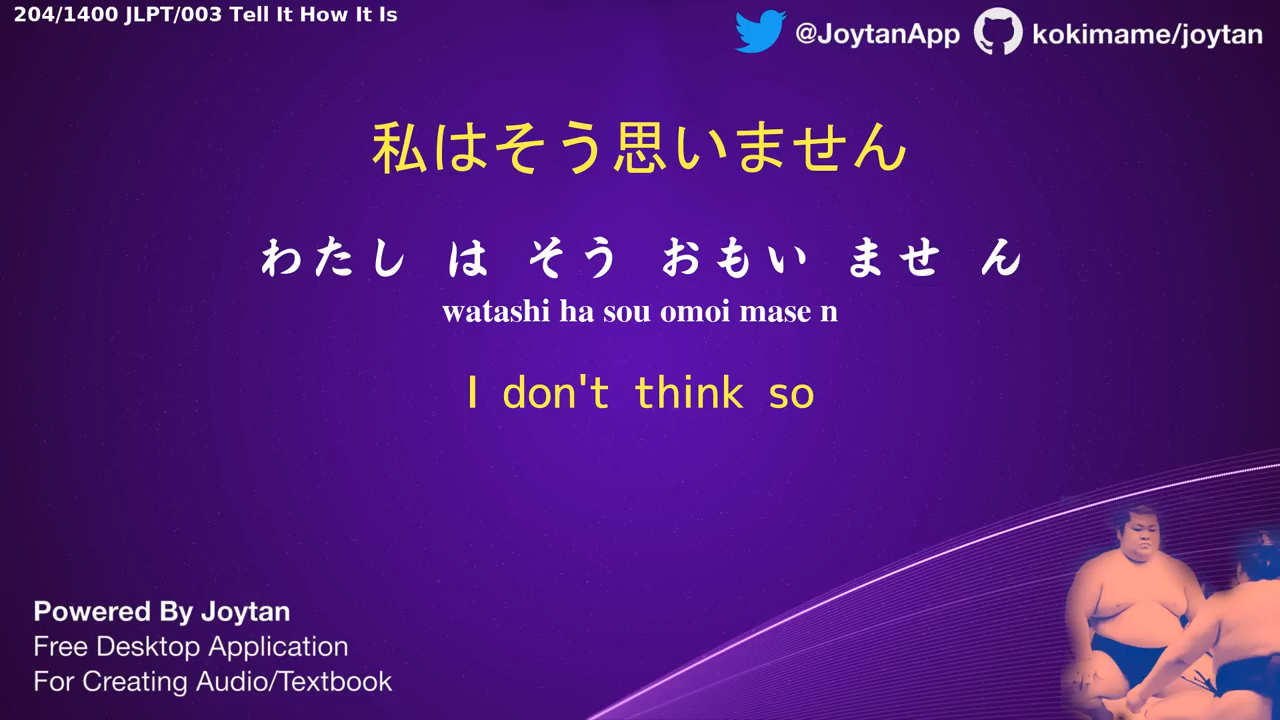 204/1400 JLPT/003 Tell It How It Is
@JoytanApp kokimame/joytan
私はそう思いません
わたし は そう おもい ませ ん
watashi ha sou omoi mase n
I don't think so
Powered By Joytan
Free Desktop Application
For Creating Audio/Textbook